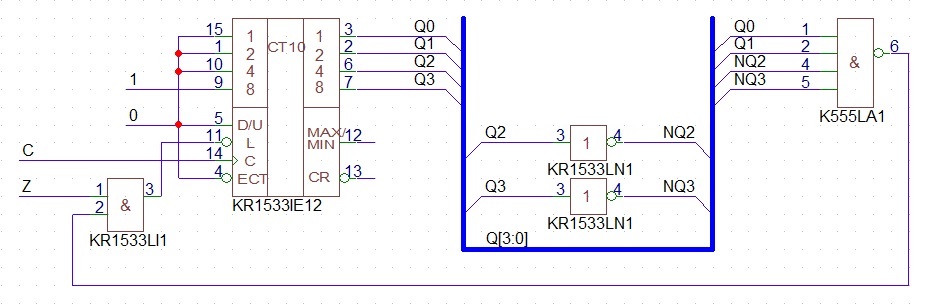 15 1 CT10 1 3 Q0
1 2 2 2 Q1
10 4 4 6 Q2
1 9 8 8 7 Q3
0 5 D/U
11 L MAX/ MIN 12
C 14 C
4 ECT CR 13
KR1533IE12
Z 1 & 3
2
KR1533LI1
Q2 3 1 4 NQ2
KR1533LN1
Q3 3 1 4 NQ3
KR1533LN1
Q[3:0]
Q0 1 & 6
Q1 2
NQ2 4
NQ3 5
K555LA1